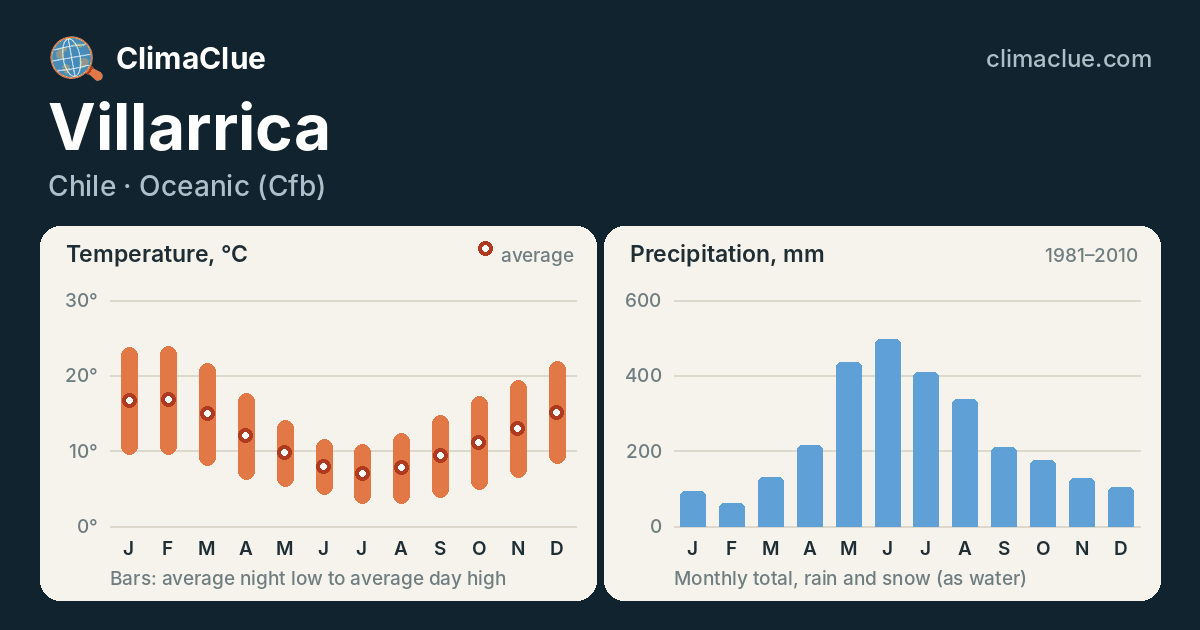 ClimaClue
climaclue.com
Villarrica
Chile · Oceanic (Cfb)
Temperature, °C
average
30°
20°
10°
0°
J F M A M J J A S O N D
Bars: average night low to average day high
Precipitation, mm
1981–2010
600
400
200
0
J F M A M J J A S O N D
Monthly total, rain and snow (as water)